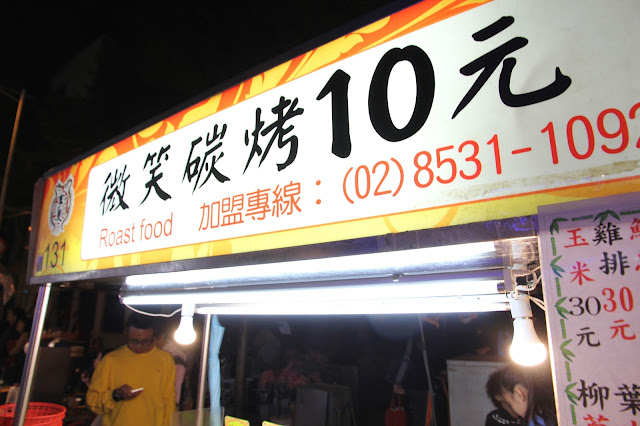 微笑碳烤10元
Roast food 加盟專線：(02)8531-1092
131
玉米 30元
雞排 30元
柳
葉